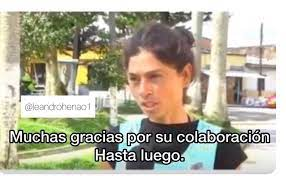 @leandrohenao1
Muchas gracias por su colaboración
Hasta luego.